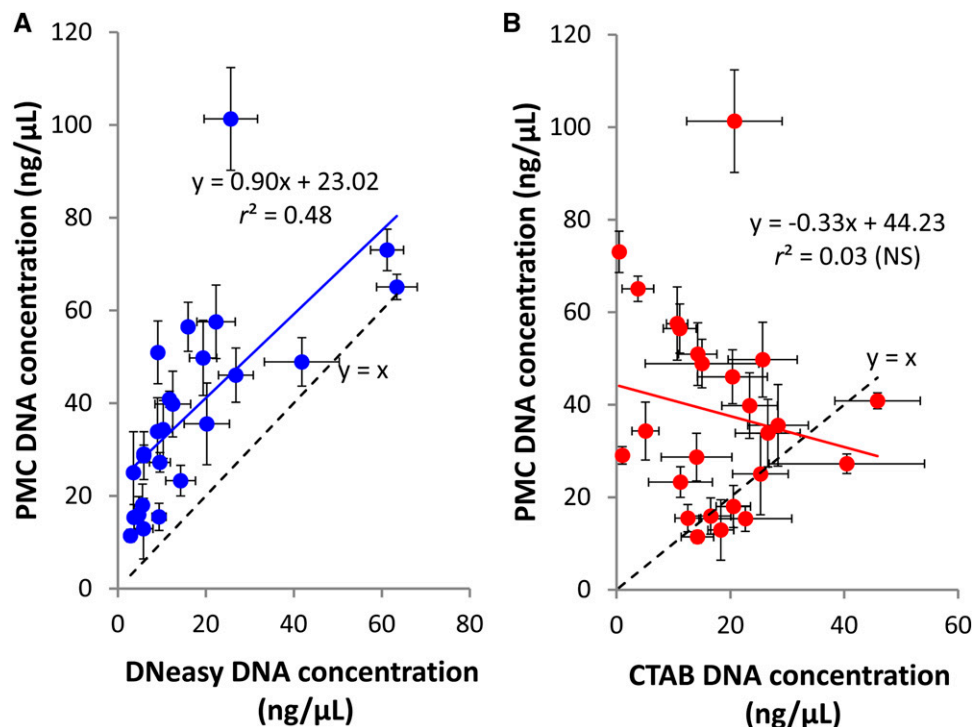 A
120
100
80
60
40
20
0
PMC DNA concentration (ng/µL)
y = 0.90x + 23.02
r² = 0.48
y = x
0 20 40 60 80
DNeasy DNA concentration
(ng/µL)
B
120
100
80
60
40
20
0
PMC DNA concentration (ng/µL)
y = -0.33x + 44.23
r² = 0.03 (NS)
y = x
0 20 40 60
CTAB DNA concentration
(ng/µL)